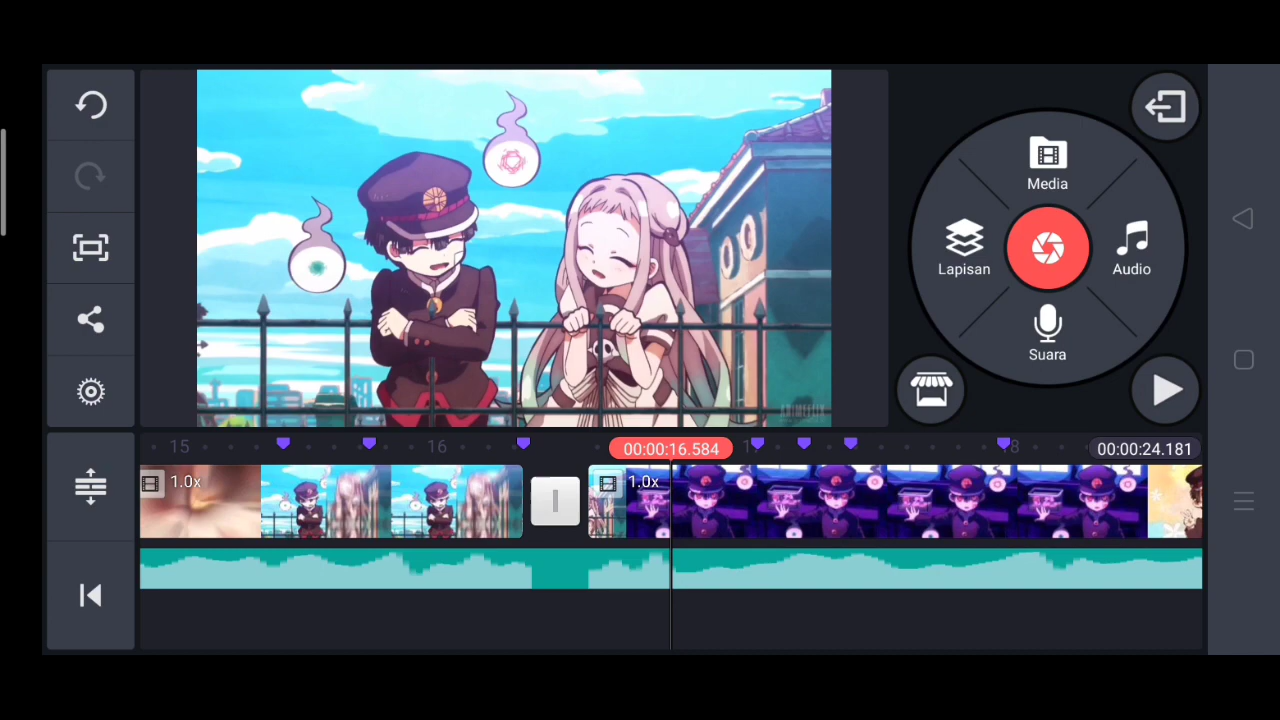 Media
Lapisan
Audio
Suara
15
16
00:00:16.584
00:00:24.181
1.0x
1.0x